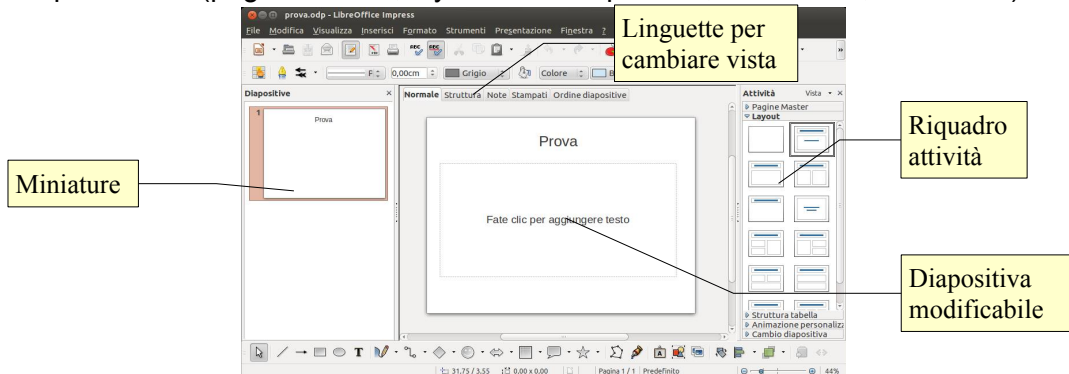 prova.odp - LibreOffice Impress
File Modifica Visualizza Inserisci Formato Strumenti Presentazione Finestra ?
Linguette per
cambiare vista
F
0,00cm
Grigio
Colore
B
Diapositive
Normale Struttura Note Stampati Ordine diapositive
Attività Vista
Pagine Master
Layout
1
Prova
Prova
Riquadro
attività
Miniature
Fate clic per aggiungere testo
Diapositiva
modificabile
Struttura tabella
Animazione personaliz
Cambio diapositiva
31,75 / 3,55 0,00 x 0,00 Pagina 1 / 1 Predefinito 44%